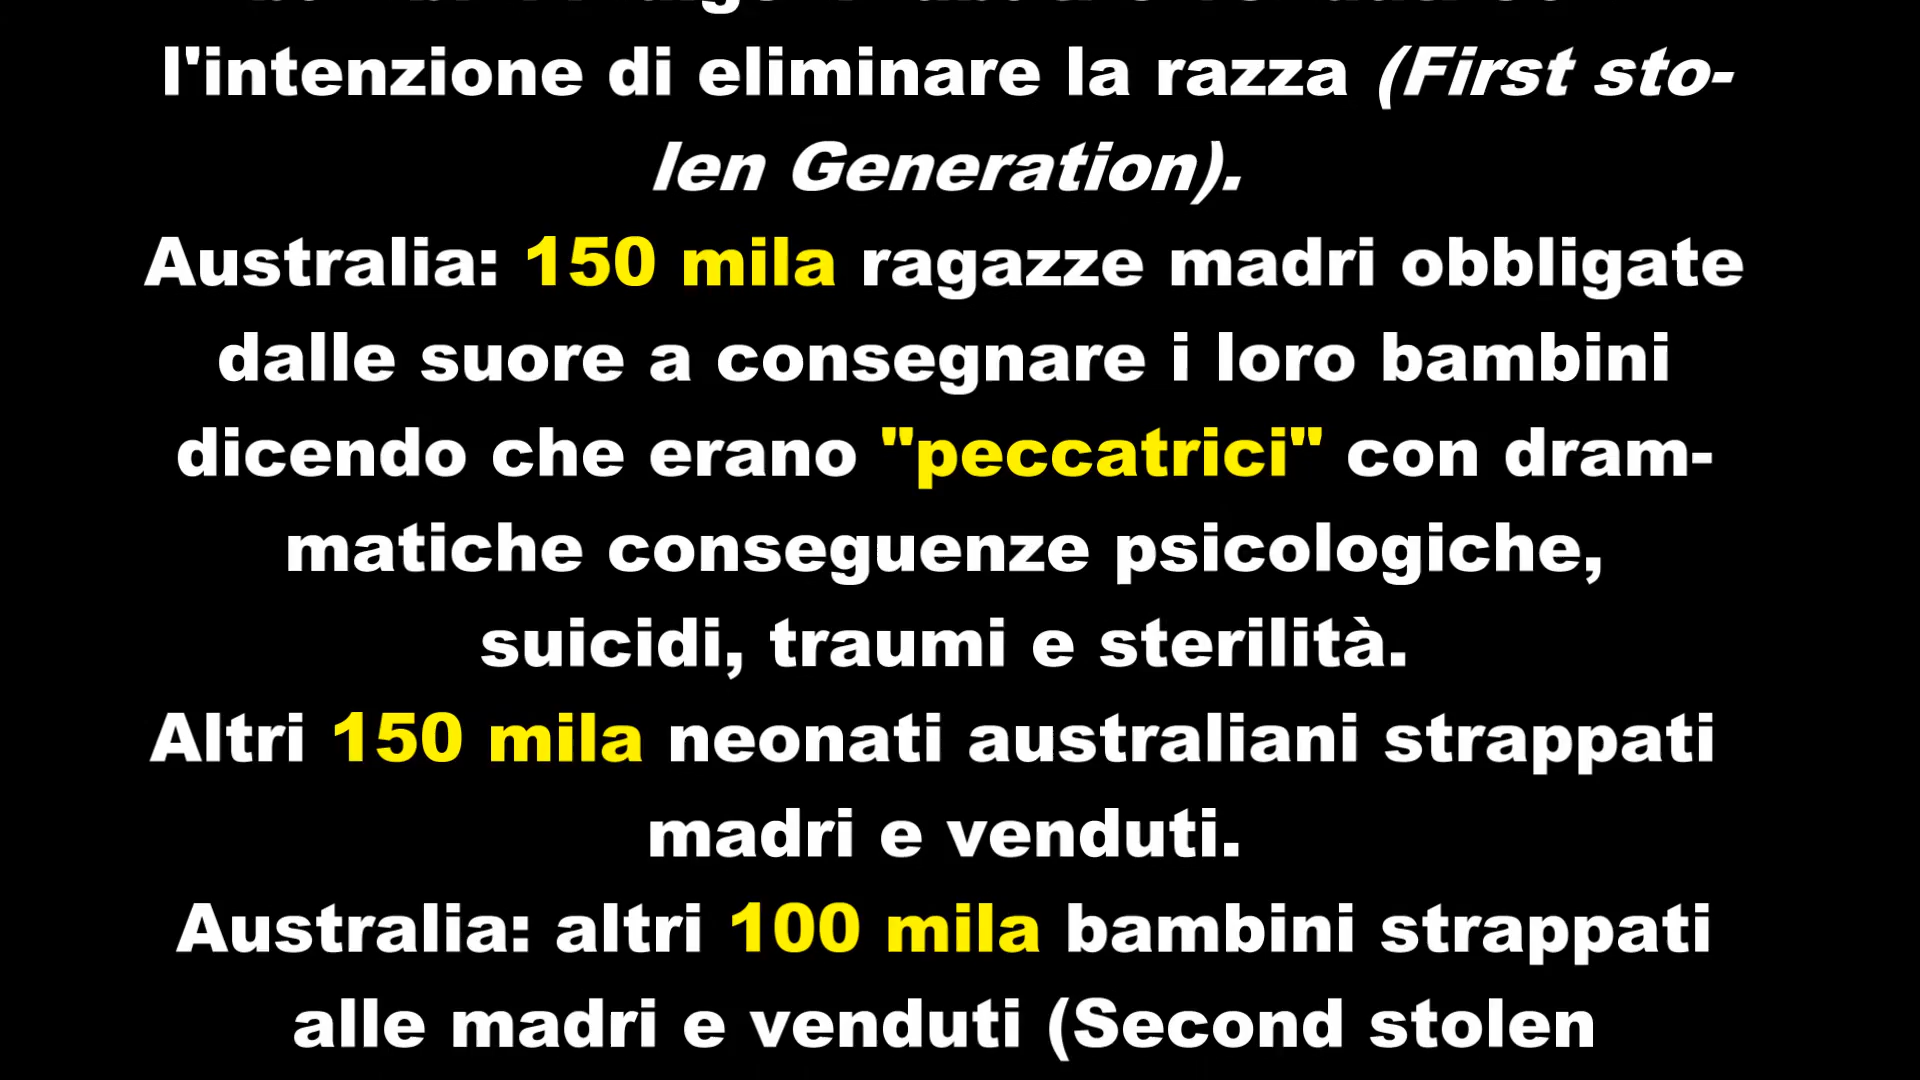 l'intenzione di eliminare la razza (First sto-
len Generation).
Australia: 150 mila ragazze madri obbligate
dalle suore a consegnare i loro bambini
dicendo che erano "peccatrici" con dram-
matiche conseguenze psicologiche,
suicidi, traumi e sterilità.
Altri 150 mila neonati australiani strappati
madri e venduti.
Australia: altri 100 mila bambini strappati
alle madri e venduti (Second stolen